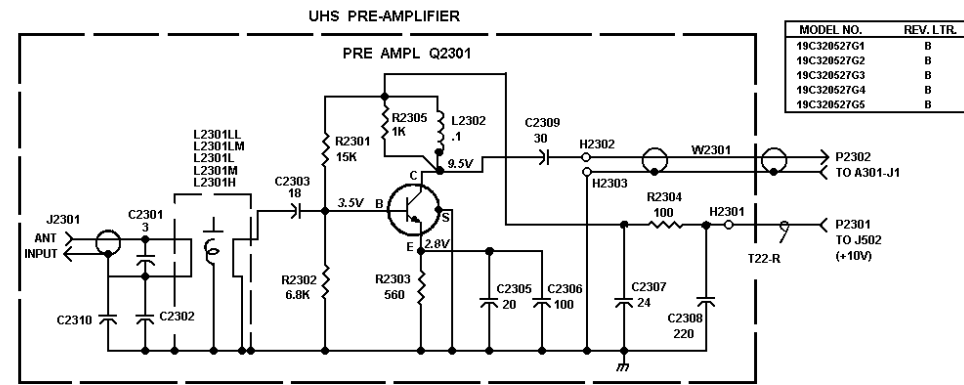 UHS PRE-AMPLIFIER
MODEL NO. REV. LTR.
19C320527G1 B
19C320527G2 B
19C320527G3 B
19C320527G4 B
19C320527G5 B
PRE AMPL Q2301
L2301LL
L2301LM
L2301L
L2301M
L2301H
R2301
15K
R2305
1K
L2302
.1
C2309
30
H2302
W2301
P2302
TO A301-J1
9.5V
C
C2303
18
3.5V
B
S
H2303
R2304
100
H2301
P2301
TO J502
(+10V)
T22-R
J2301
ANT
INPUT
C2301
3
E
2.8V
R2302
6.8K
R2303
560
C2305
20
C2306
100
C2307
24
C2308
220
C2310
C2302